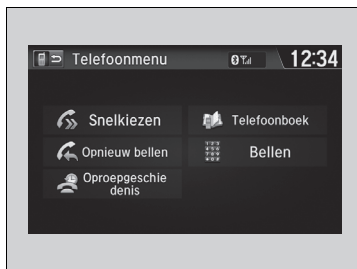 Telefoonmenu
12:34
Snelkiezen
Telefoonboek
Opnieuw bellen
Bellen
Oproepgeschie
denis